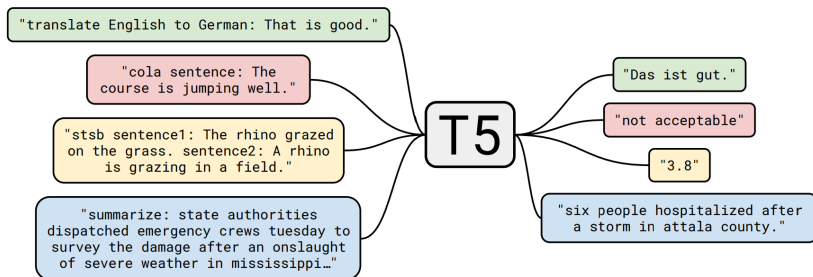 "translate English to German: That is good."
"cola sentence: The
course is jumping well."
"stsb sentence1: The rhino grazed
on the grass. sentence2: A rhino
is grazing in a field."
"summarize: state authorities
dispatched emergency crews tuesday to
survey the damage after an onslaught
of severe weather in mississippi…"
T5
"Das ist gut."
"not acceptable"
"3.8"
"six people hospitalized after
a storm in attala county."